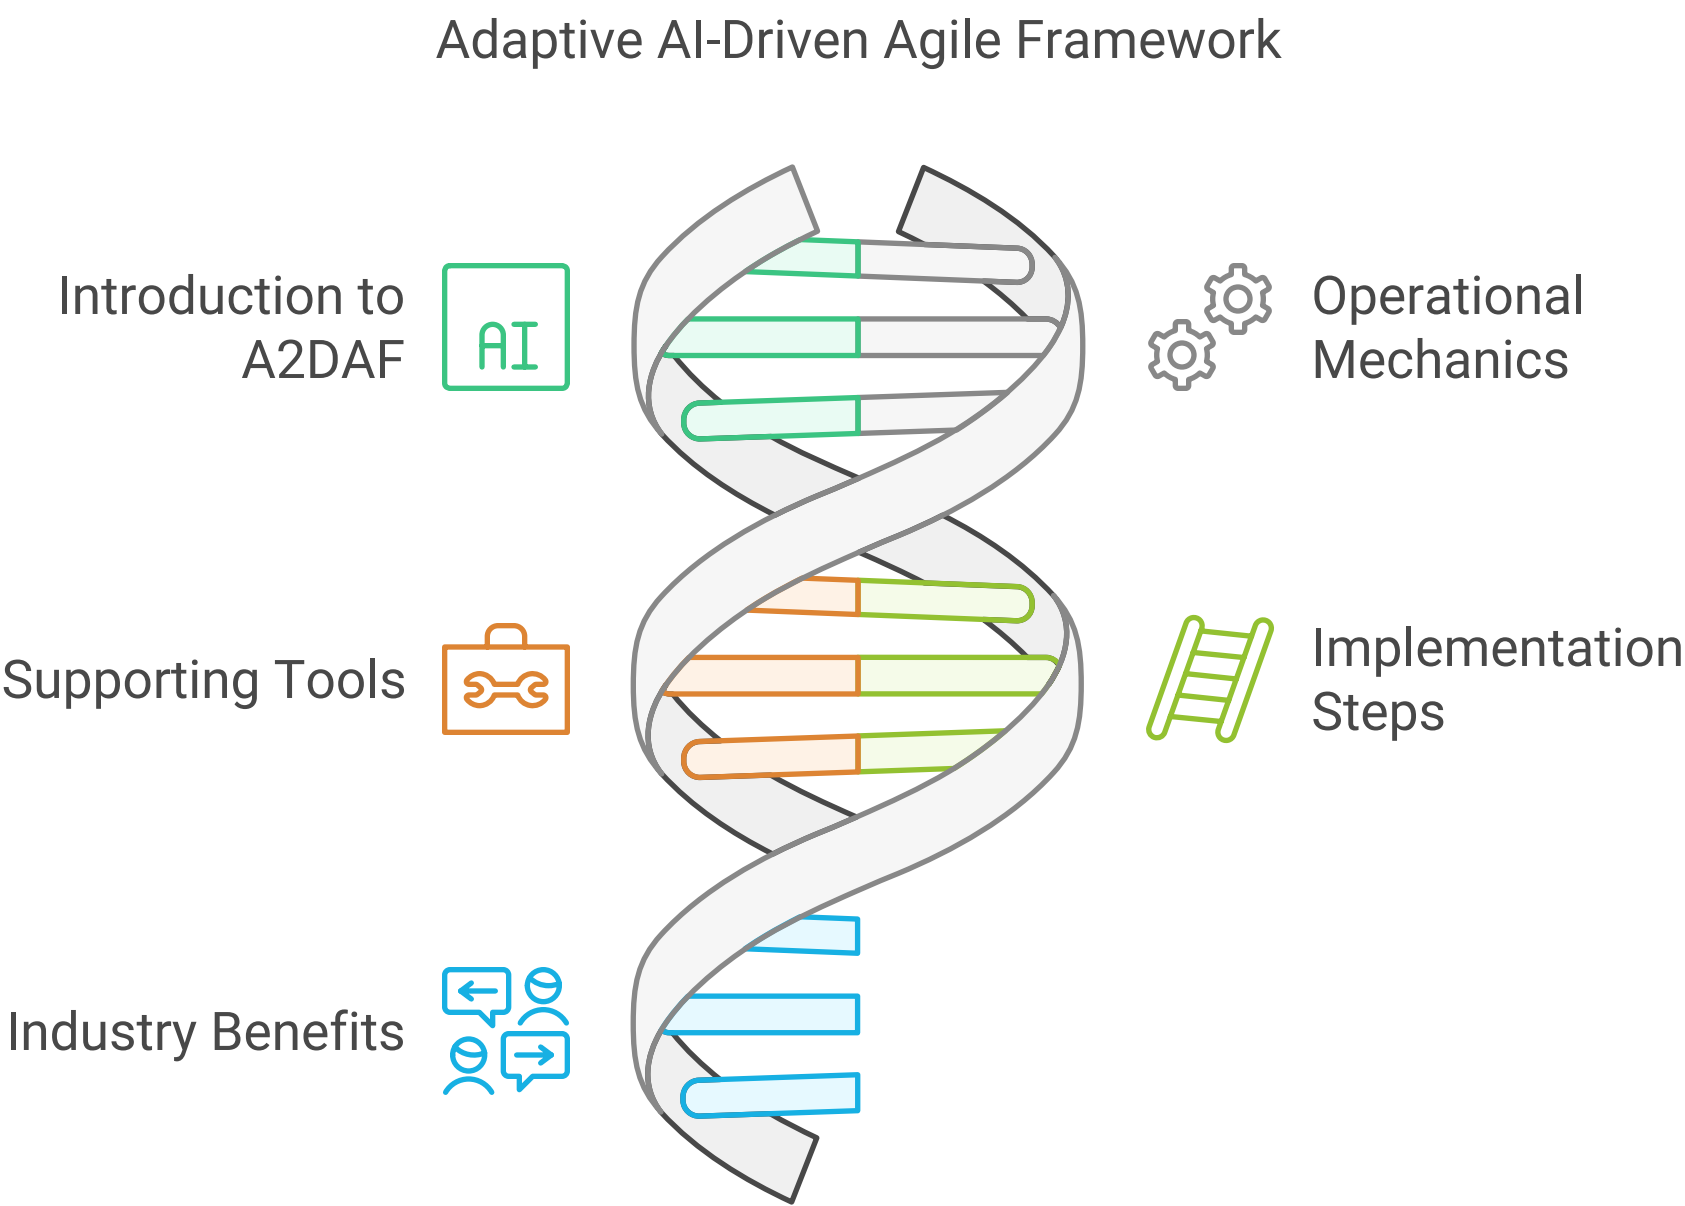 Adaptive AI-Driven Agile Framework
Introduction to
A2DAF
AI
Operational
Mechanics
Supporting Tools
Implementation
Steps
Industry Benefits